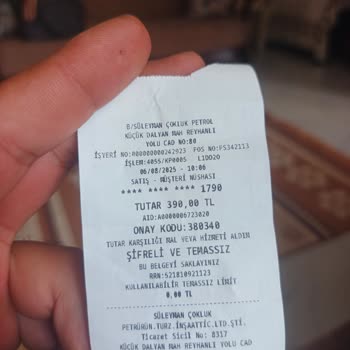 B/SÜLEYMAN ÇOKLUK PETROL
KÜÇÜK DALYAN MAH REYHANLI
YOLU CAD NO:80
İŞYERİ NO:000000000242923 POS NO:PS342113
İŞLEM:4055/KP0005 L1DO20
06/08/2025 - 10:06
SATIŞ - MÜŞTERİ NÜSHASI
**** **** **** 1790
TUTAR 390,00 TL
AID:A0000006723020
ONAY KODU:380340
TUTAR KARŞILIĞI MAL VEYA HİZMETİ ALDIM
ŞİFRELİ VE TEMASSIZ
BU BELGEYİ SAKLAYINIZ
RRN:521810921123
KULLANILABİLİR TEMASSIZ LİMİT
0,00 TL
SÜLEYMAN ÇOKLUK
PETRÜRÜN.TURZ.İNŞAATTİC.LTD.ŞTİ.
Ticaret Sicil No: 8317
KÜÇÜK DALYAN MAH REYHANLI